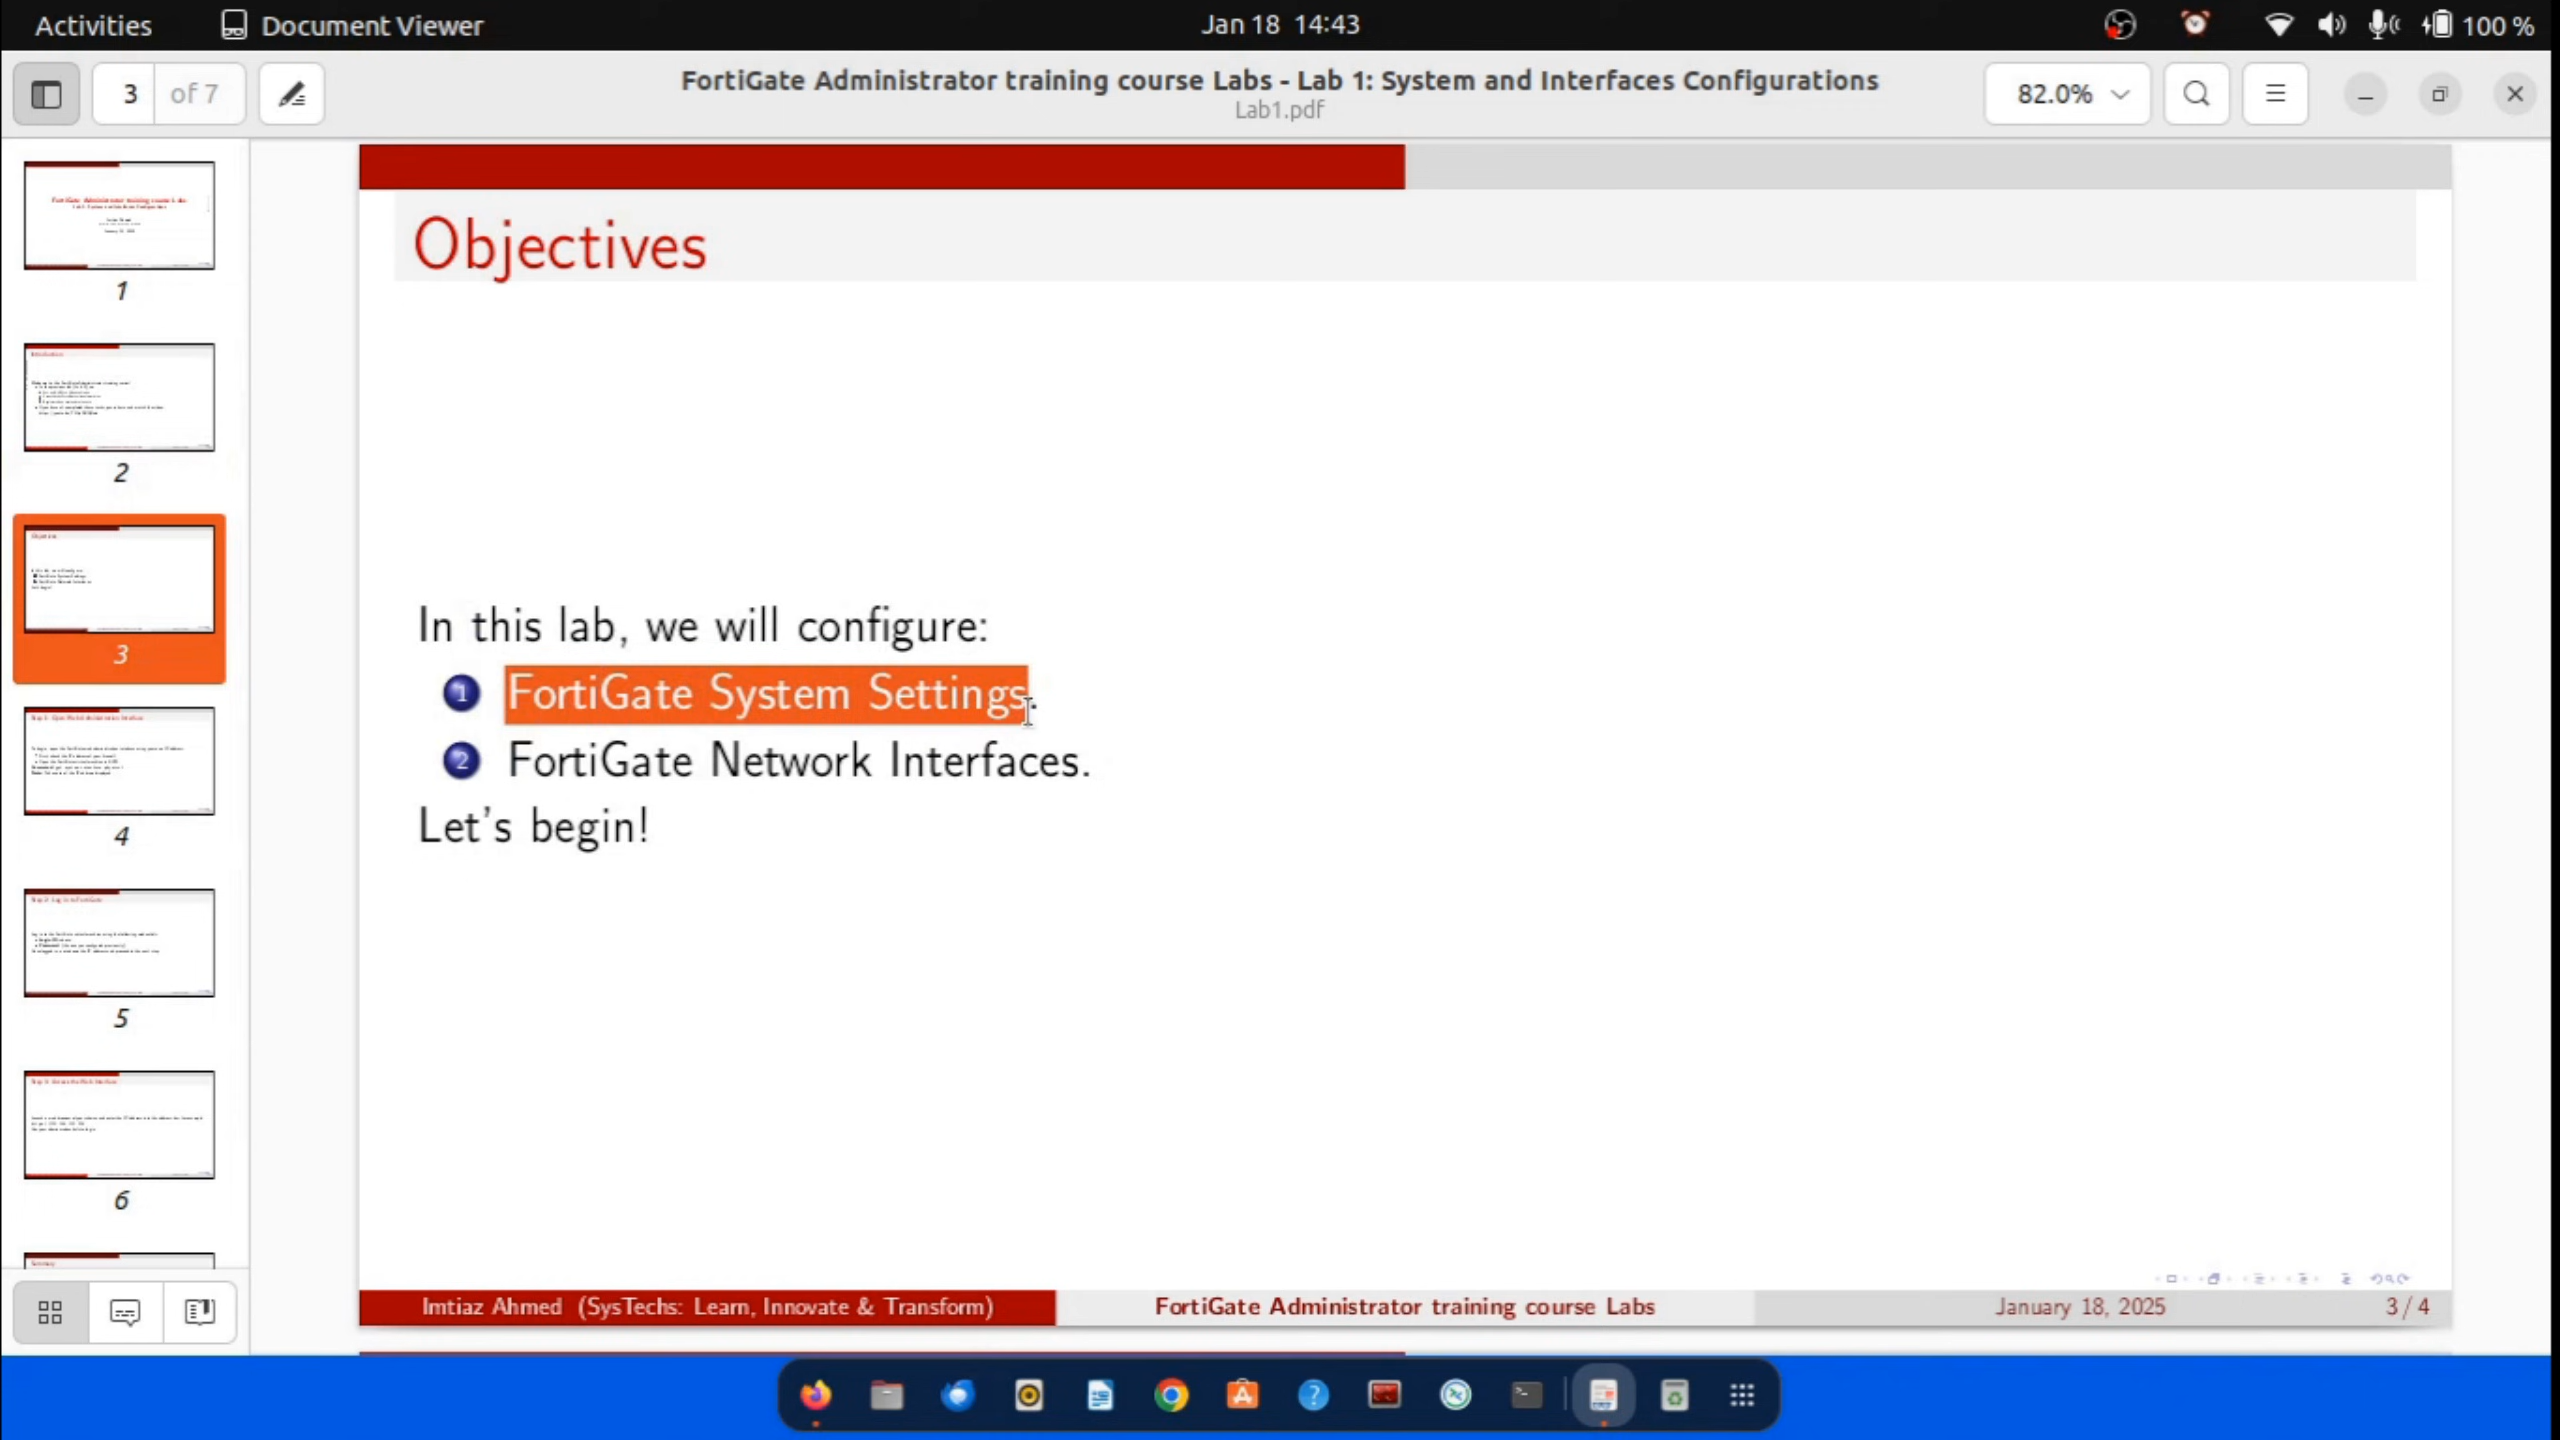 Activities Document Viewer Jan 18 14:43 100 %
3 of 7 FortiGate Administrator training course Labs - Lab 1: System and Interfaces Configurations 82.0%
Lab1.pdf
Objectives
In this lab, we will configure:
1 FortiGate System Settings.
2 FortiGate Network Interfaces.
Let's begin!
Imtiaz Ahmed (SysTechs: Learn, Innovate & Transform) FortiGate Administrator training course Labs January 18, 2025 3/4
1
2
3
4
5
6